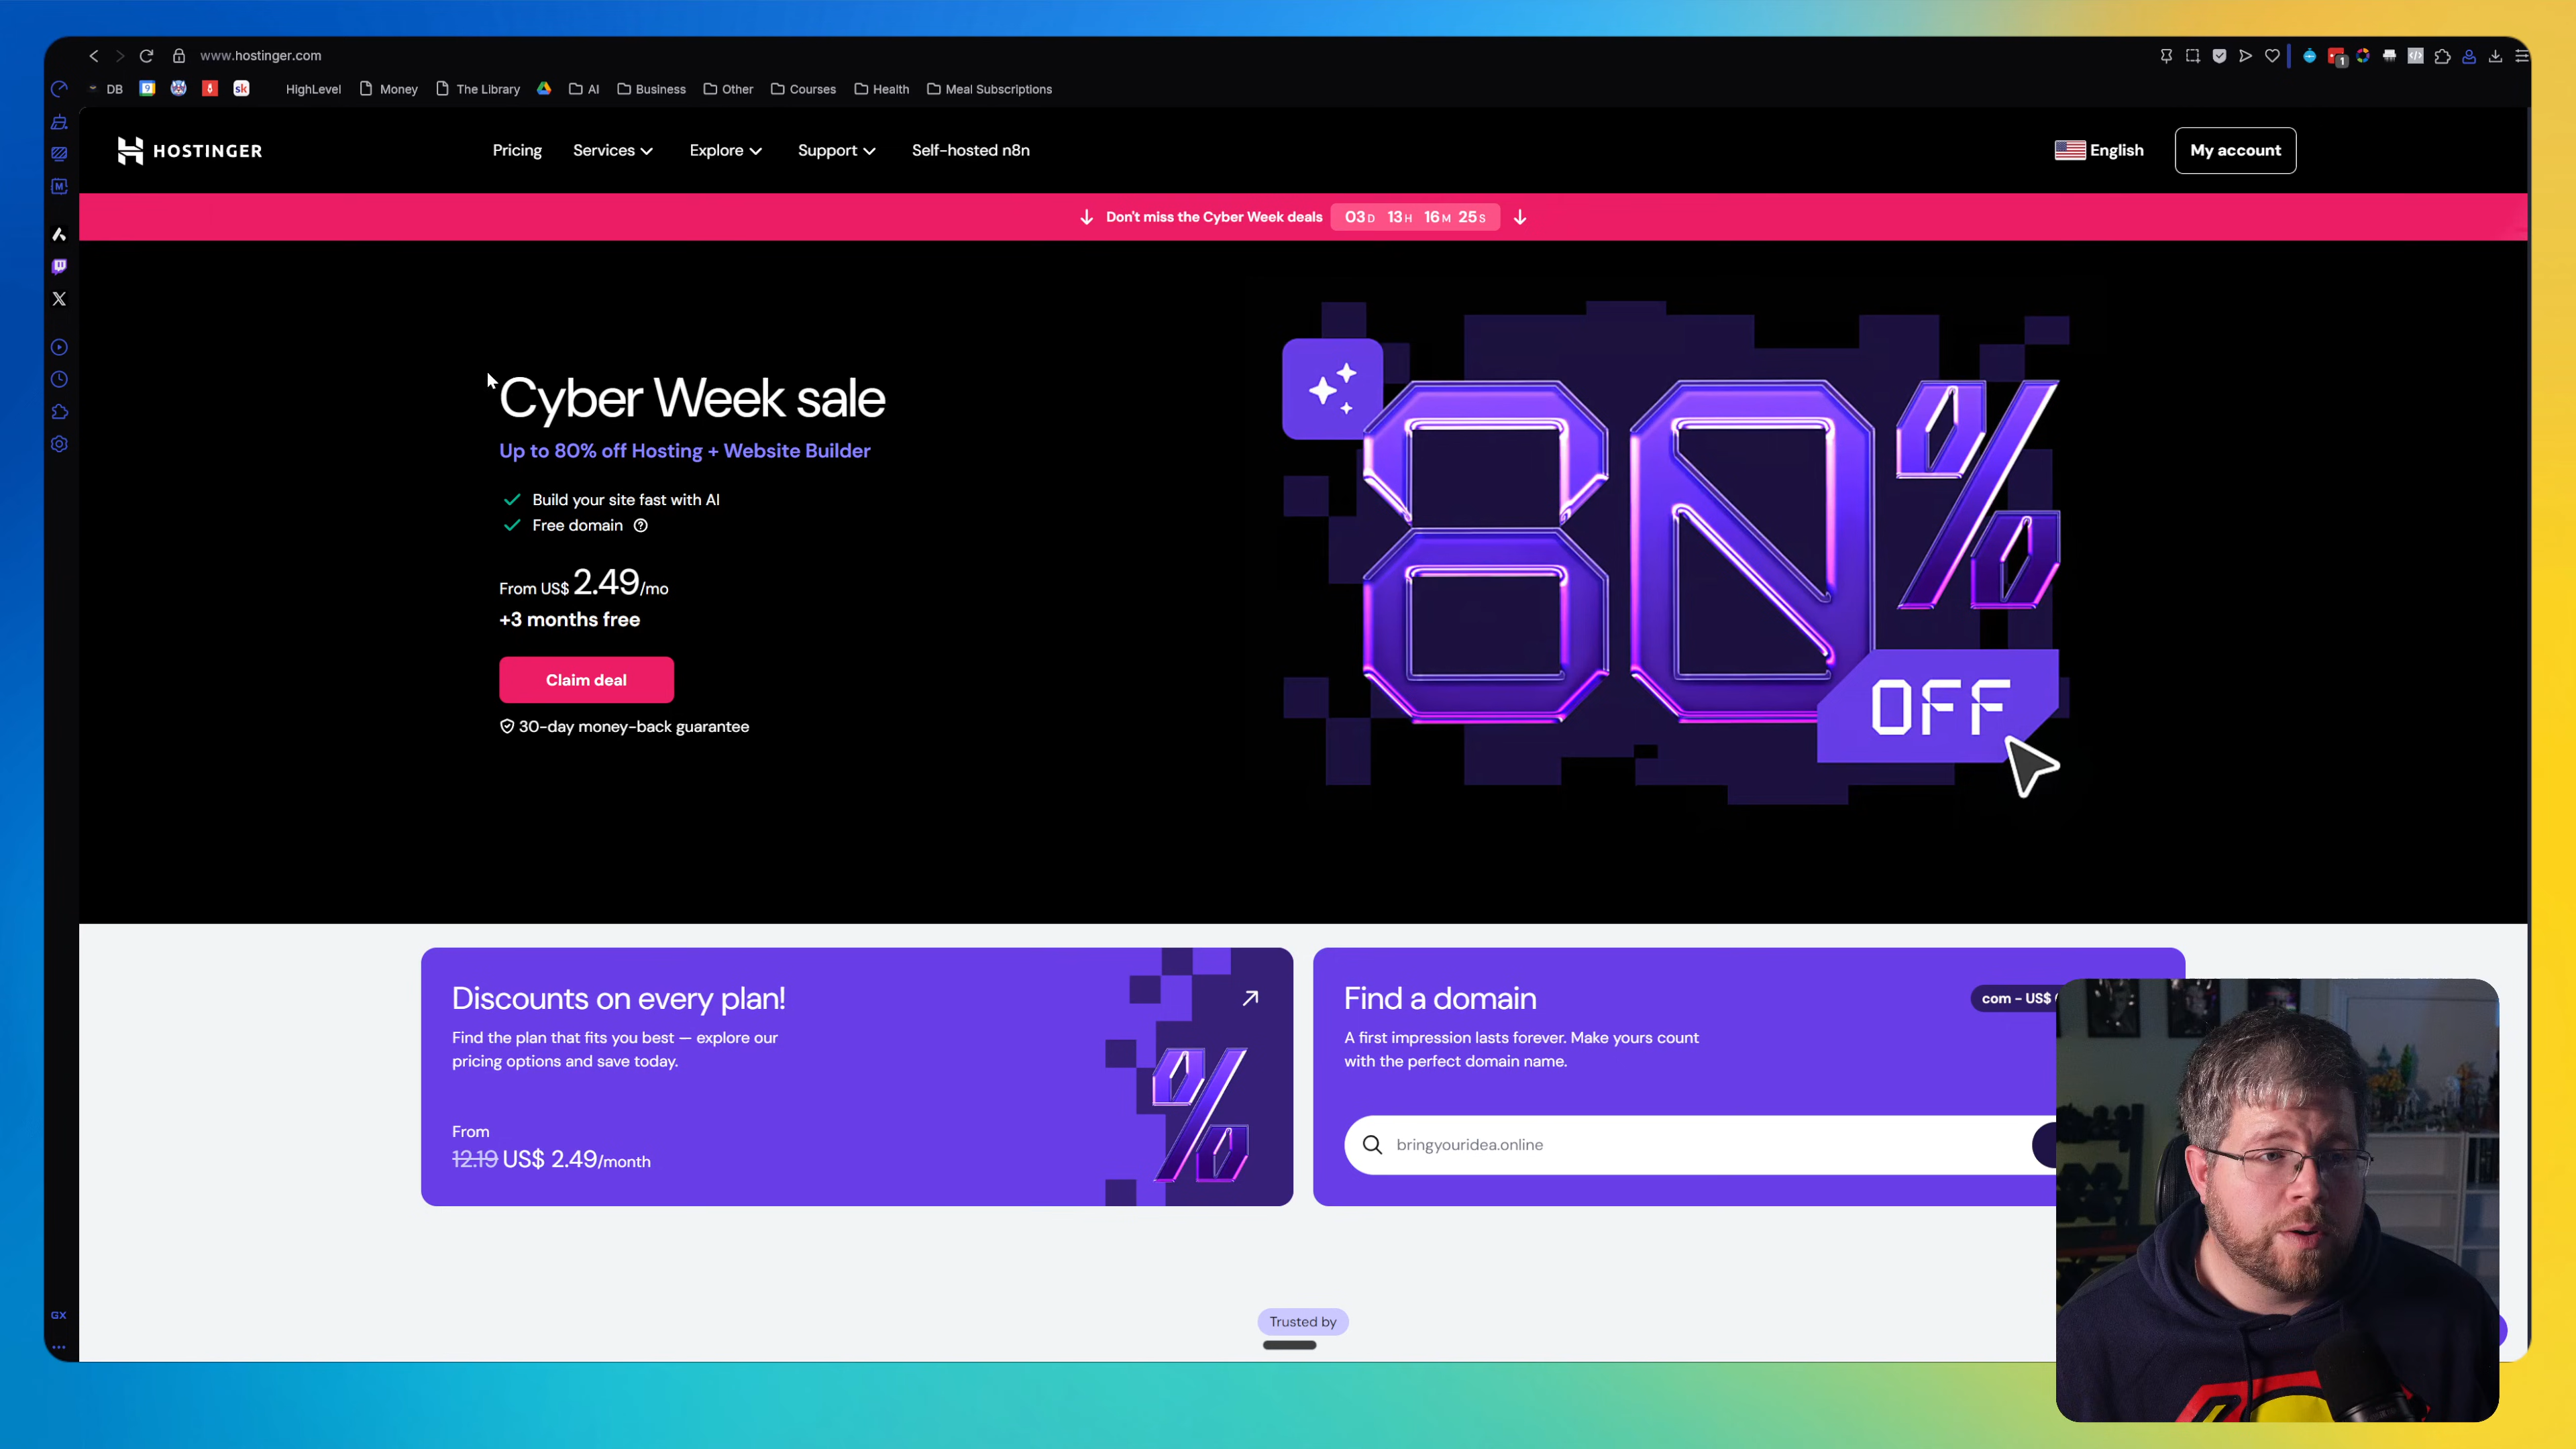 www.hostinger.com
1
DB
9
sk
HighLevel
Money
The Library
AI
Business
Other
Courses
Health
Meal Subscriptions
M
HOSTINGER
Pricing
Services
Explore
Support
Self-hosted n8n
English
My account
Don't miss the Cyber Week deals
03D 13H 16M 25S
Cyber Week sale
Up to 80% off Hosting + Website Builder
Build your site fast with AI
Free domain
From US$ 2.49/mo
+3 months free
Claim deal
30-day money-back guarantee
80%
OFF
Discounts on every plan!
Find the plan that fits you best — explore our
pricing options and save today.
From
12.19 US$ 2.49/month
%
Find a domain
com - US$
A first impression lasts forever. Make yours count
with the perfect domain name.
bringyouridea.online
Trusted by
GX